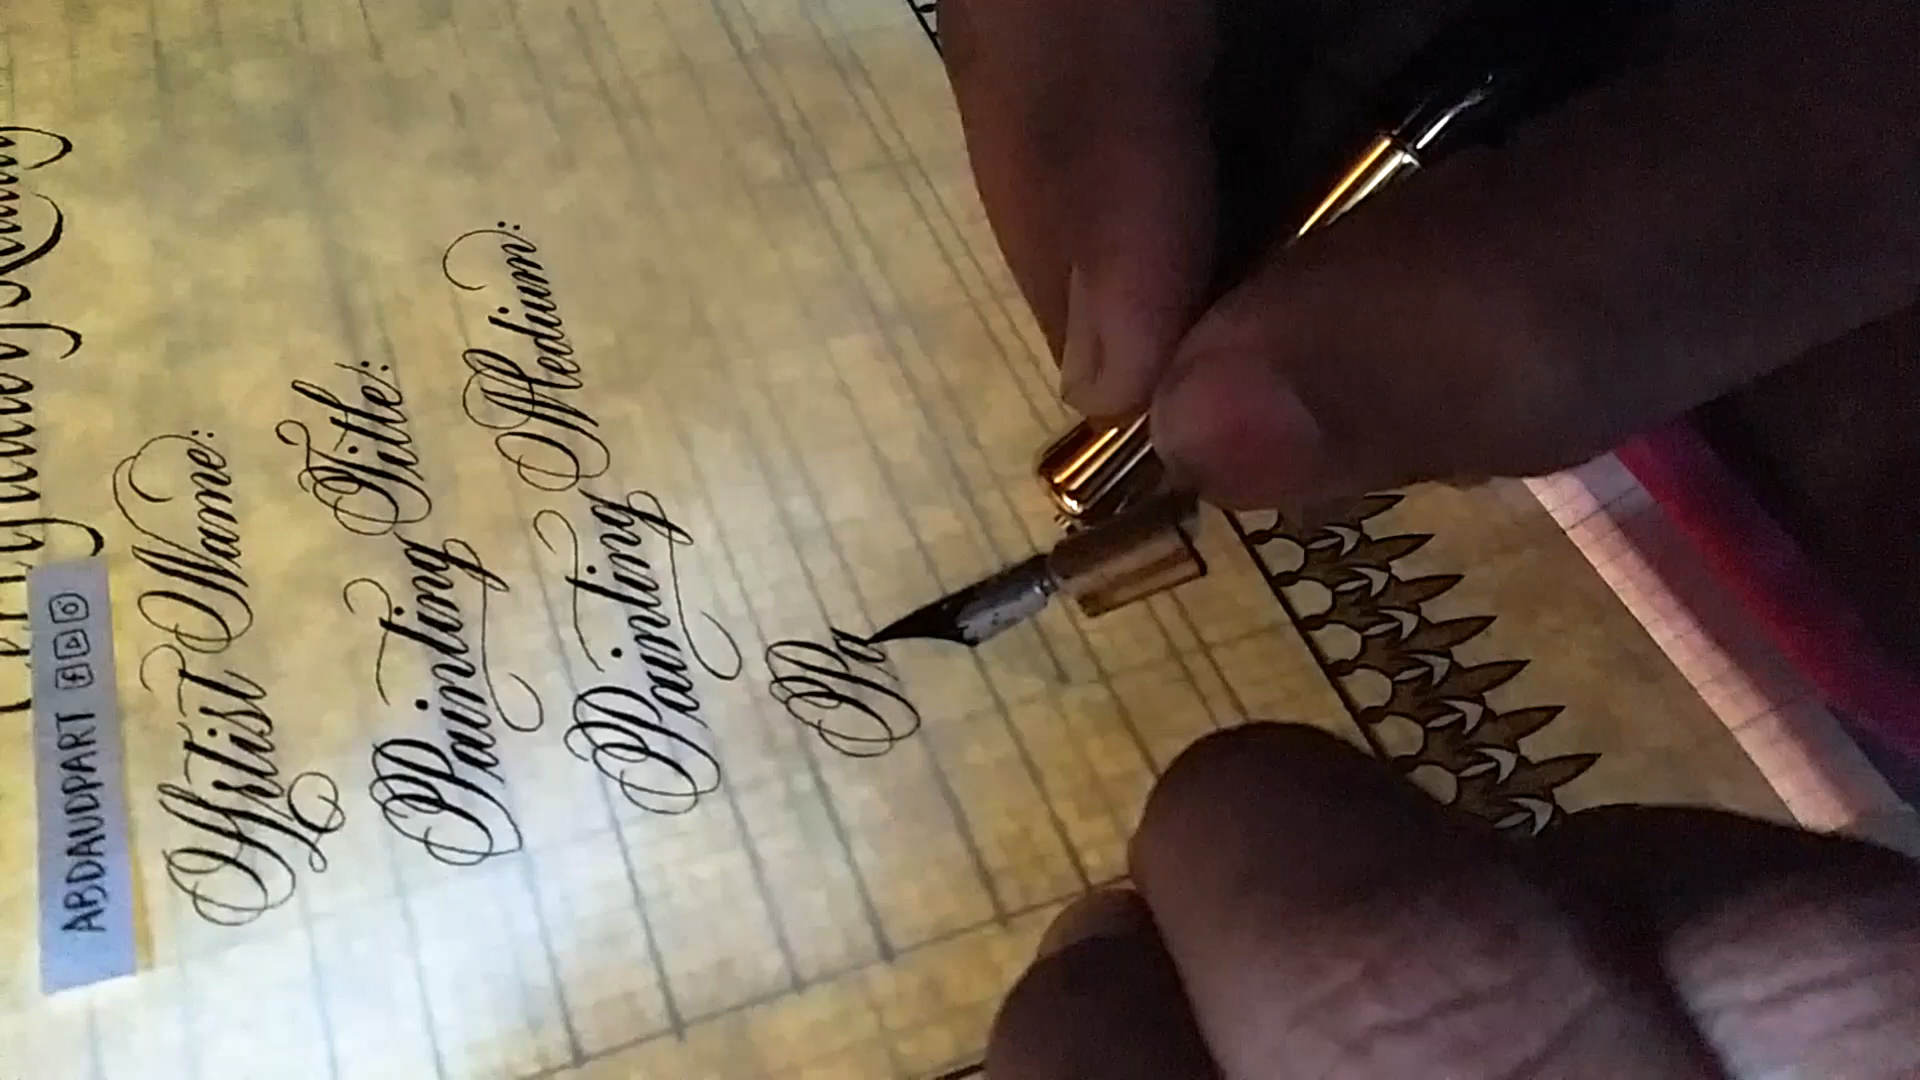 ABDAUDPART
Artist Name:
Painting Title:
Painting Medium:
Pa